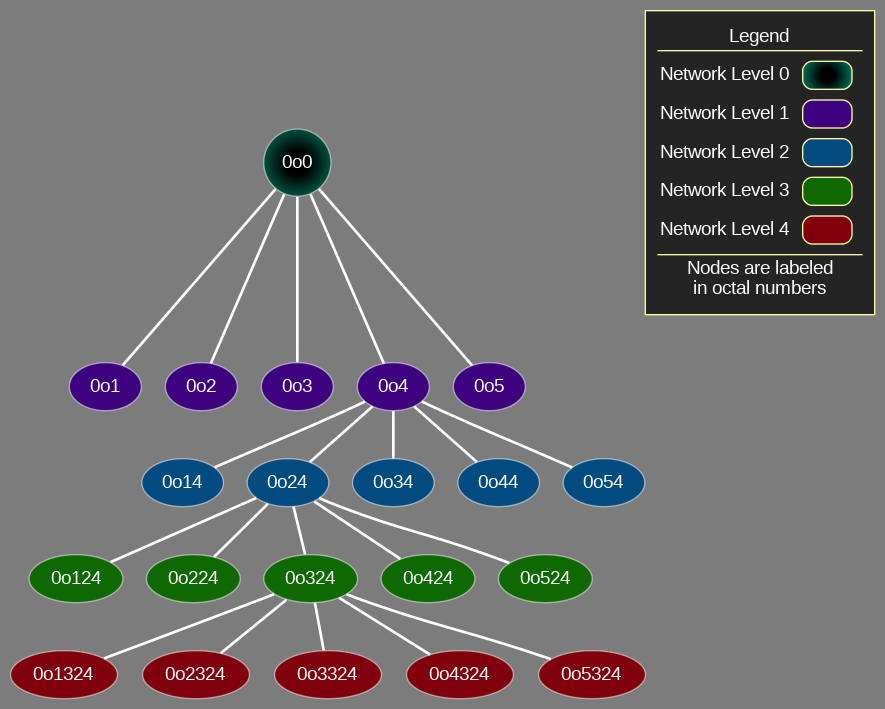 Legend
Network Level 0
Network Level 1
Network Level 2
Network Level 3
Network Level 4
Nodes are labeled
in octal numbers
0o0
0o1 0o2 0o3 0o4 0o5
0o14 0o24 0o34 0o44 0o54
0o124 0o224 0o324 0o424 0o524
0o1324 0o2324 0o3324 0o4324 0o5324